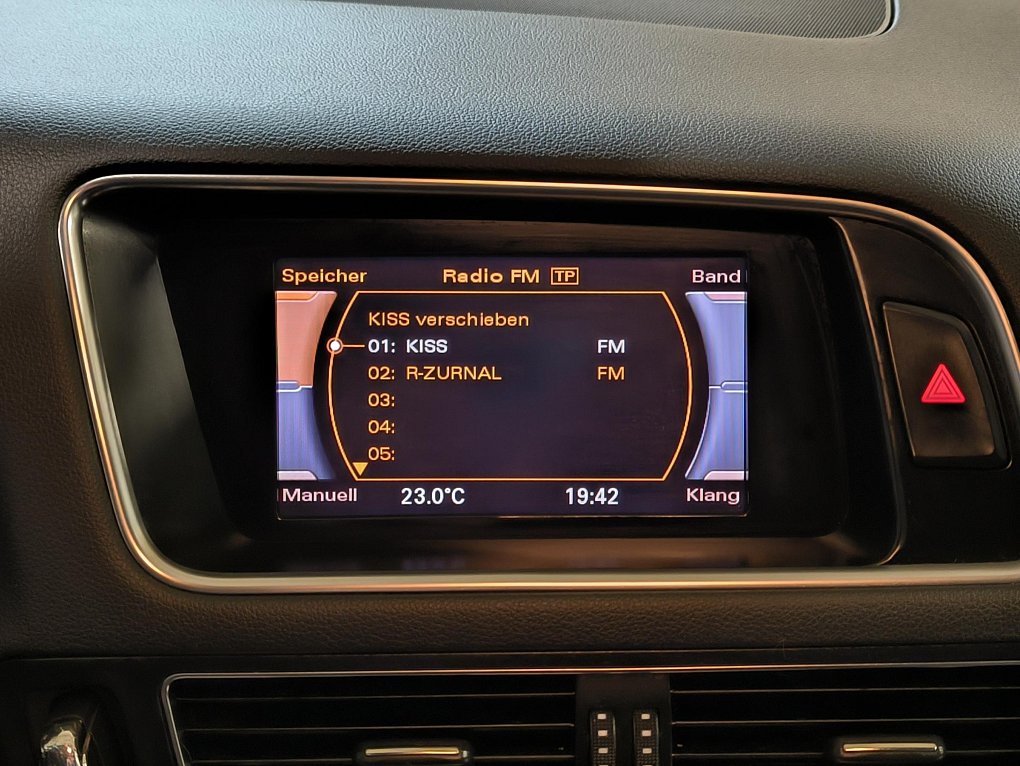 Speicher Radio FM TP Band
KISS verschieben
01: KISS FM
02: R-ZURNAL FM
03:
04:
05:
Manuell 23.0°C 19:42 Klang